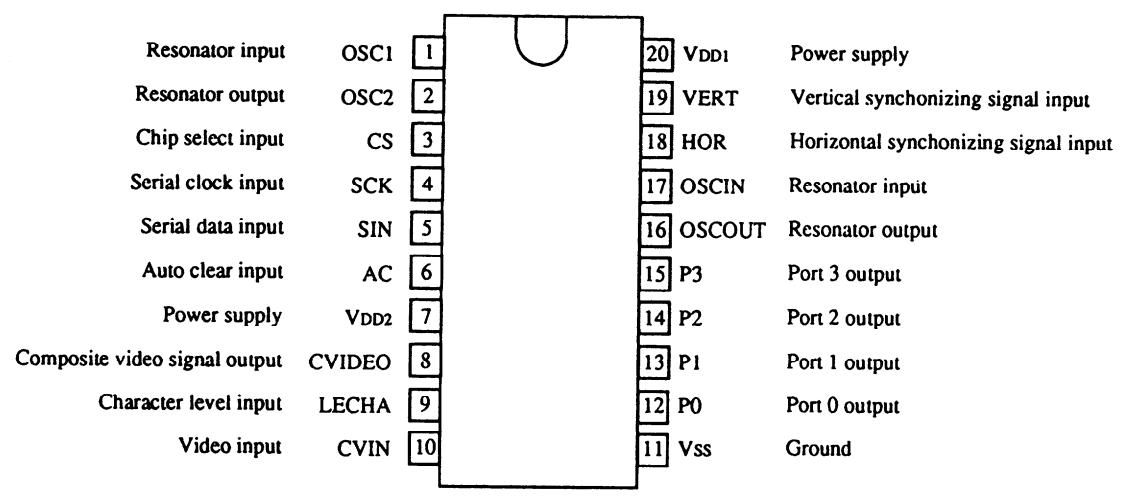 Resonator input OSC1 1 20 VDD1 Power supply
Resonator output OSC2 2 19 VERT Vertical synchonizing signal input
Chip select input CS 3 18 HOR Horizontal synchonizing signal input
Serial clock input SCK 4 17 OSCIN Resonator input
Serial data input SIN 5 16 OSCOUT Resonator output
Auto clear input AC 6 15 P3 Port 3 output
Power supply VDD2 7 14 P2 Port 2 output
Composite video signal output CVIDEO 8 13 P1 Port 1 output
Character level input LECHA 9 12 P0 Port 0 output
Video input CVIN 10 11 VSS Ground